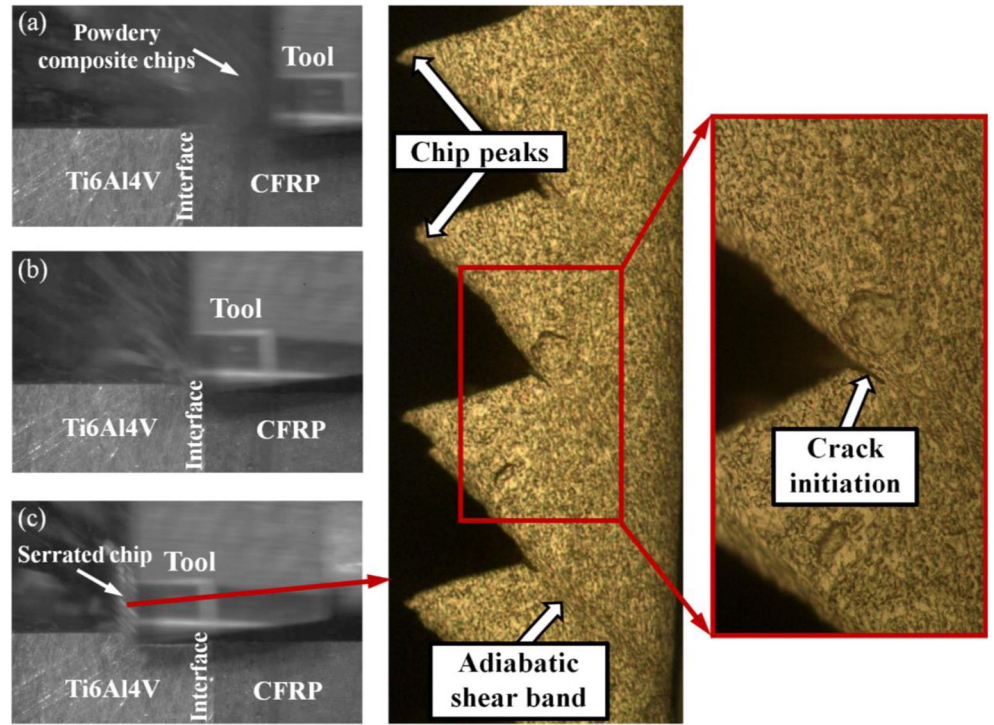 (a)
Powdery
composite chips
Tool
Ti6Al4V
Interface
CFRP
(b)
Tool
Ti6Al4V
Interface
CFRP
(c)
Serrated chip
Tool
Ti6Al4V
Interface
CFRP
Chip peaks
Adiabatic
shear band
Crack
initiation